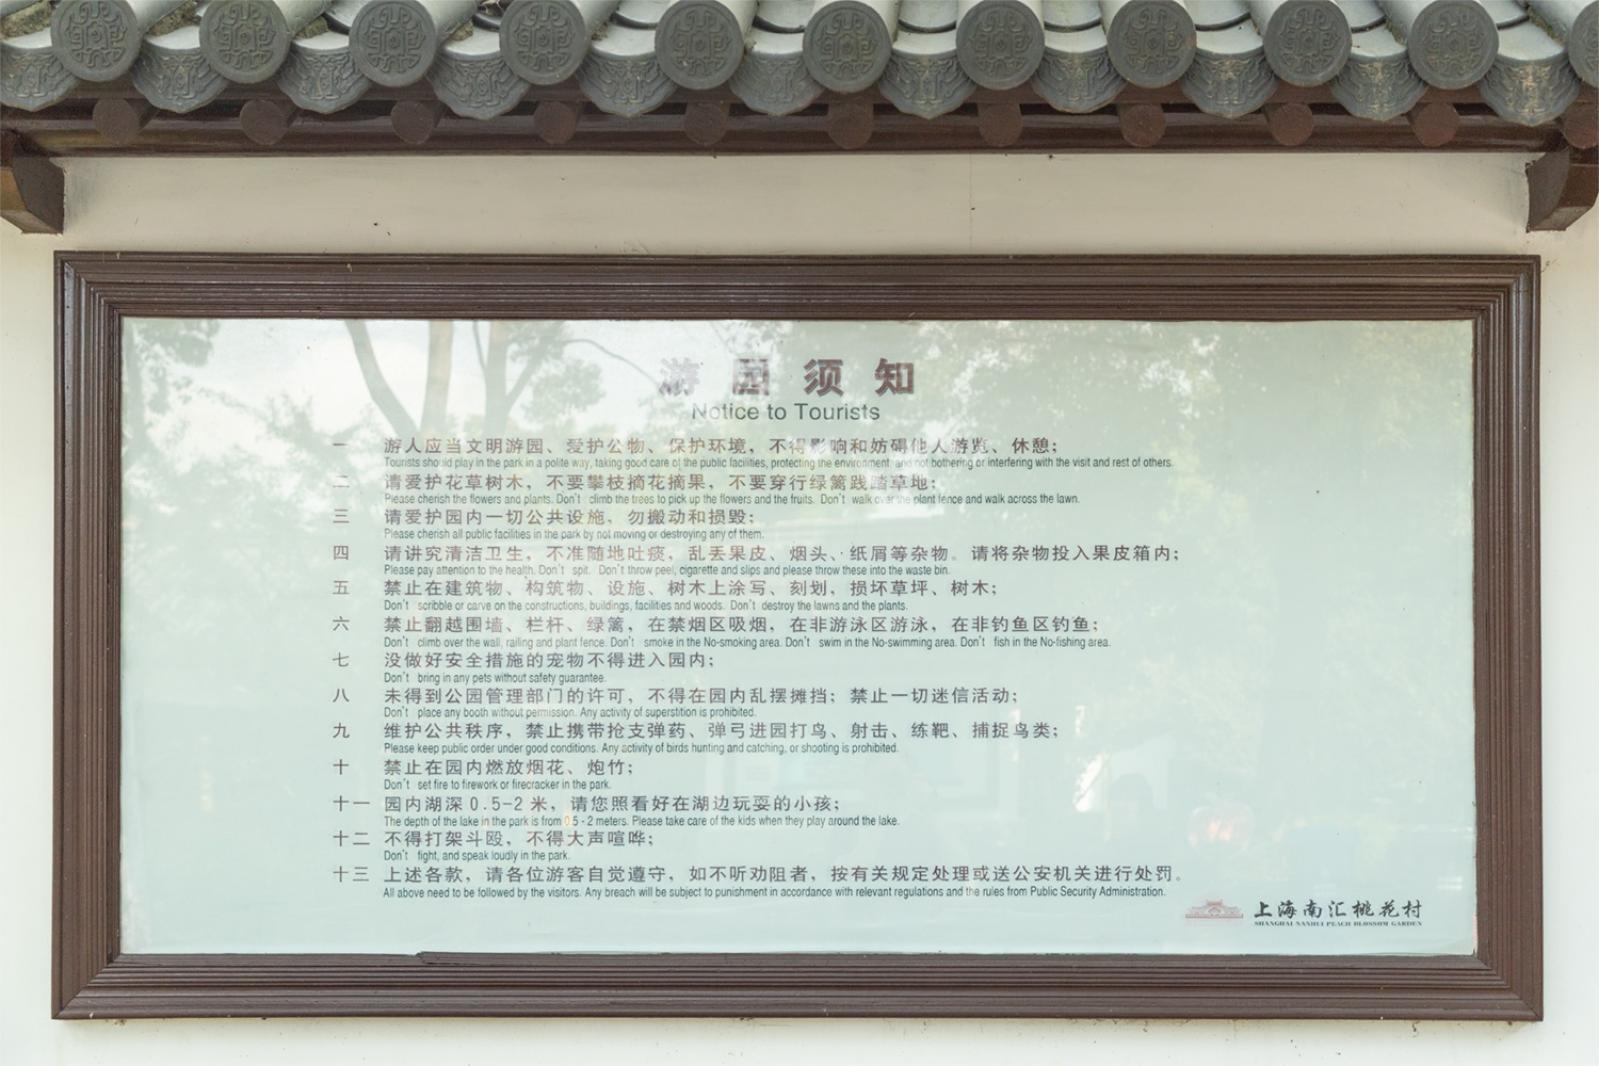 游园须知
Notice to Tourists
一 游人应当文明游园、爱护公物、保护环境，不得影响和妨碍他人游览、休憩；
Tourists should play in the park in a polite way, taking good care of the public facilities, protecting the environment, and not bothering or interfering with the visit and rest of others.
二 请爱护花草树木，不要攀枝摘花摘果，不要穿行绿篱践踏草地；
Please cherish the flowers and plants. Don't climb the trees to pick up the flowers and the fruits. Don't walk over the plant fence and walk across the lawn.
三 请爱护园内一切公共设施，勿搬动和损毁；
Please cherish all public facilities in the park by not moving or destroying any of them.
四 请讲究清洁卫生，不准随地吐痰，乱丢果皮、烟头、纸屑等杂物。请将杂物投入果皮箱内；
Please pay attention to the health. Don't spit. Don't throw peel, cigarette and slips and please throw these into the waste bin.
五 禁止在建筑物、构筑物、设施、树木上涂写、刻划，损坏草坪、树木；
Don't scribble or carve on the constructions, buildings, facilities and woods. Don't destroy the lawns and the plants.
六 禁止翻越围墙、栏杆、绿篱，在禁烟区吸烟，在非游泳区游泳，在非钓鱼区钓鱼；
Don't climb over the wall, railing and plant fence. Don't smoke in the No-smoking area. Don't swim in the No-swimming area. Don't fish in the No-fishing area.
七 没做好安全措施的宠物不得进入园内；
Don't bring in any pets without safety guarantee.
八 未得到公园管理部门的许可，不得在园内乱摆摊挡；禁止一切迷信活动；
Don't place any booth without permission. Any activity of superstition is prohibited.
九 维护公共秩序，禁止携带抢支弹药、弹弓进园打鸟、射击、练靶、捕捉鸟类；
Please keep public order under good conditions. Any activity of birds hunting and catching, or shooting is prohibited.
十 禁止在园内燃放烟花、炮竹；
Don't set fire to firework or firecracker in the park.
十一 园内湖深0.5-2米，请您照看好在湖边玩耍的小孩；
The depth of the lake in the park is from 0.5 - 2 meters. Please take care of the kids when they play around the lake.
十二 不得打架斗殴，不得大声喧哗；
Don't fight, and speak loudly in the park.
十三 上述各款，请各位游客自觉遵守，如不听劝阻者，按有关规定处理或送公安机关进行处罚。
All above need to be followed by the visitors. Any breach will be subject to punishment in accordance with relevant regulations and the rules from Public Security Administration.
上海南汇桃花村
SHANGHAI NANHUI PEACH BLOSSOM GARDEN